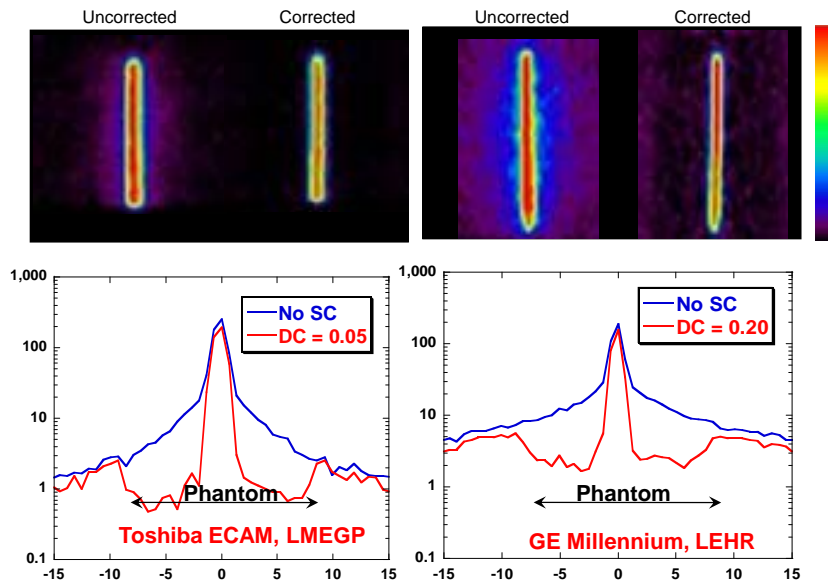 Uncorrected Corrected Uncorrected Corrected
1,000
100
10
1
0.1
No SC
DC = 0.05
Phantom
Toshiba ECAM, LMEGP
-15 -10 -5 0 5 10 15
1,000
100
10
1
0.1
No SC
DC = 0.20
Phantom
GE Millennium, LEHR
-15 -10 -5 0 5 10 15